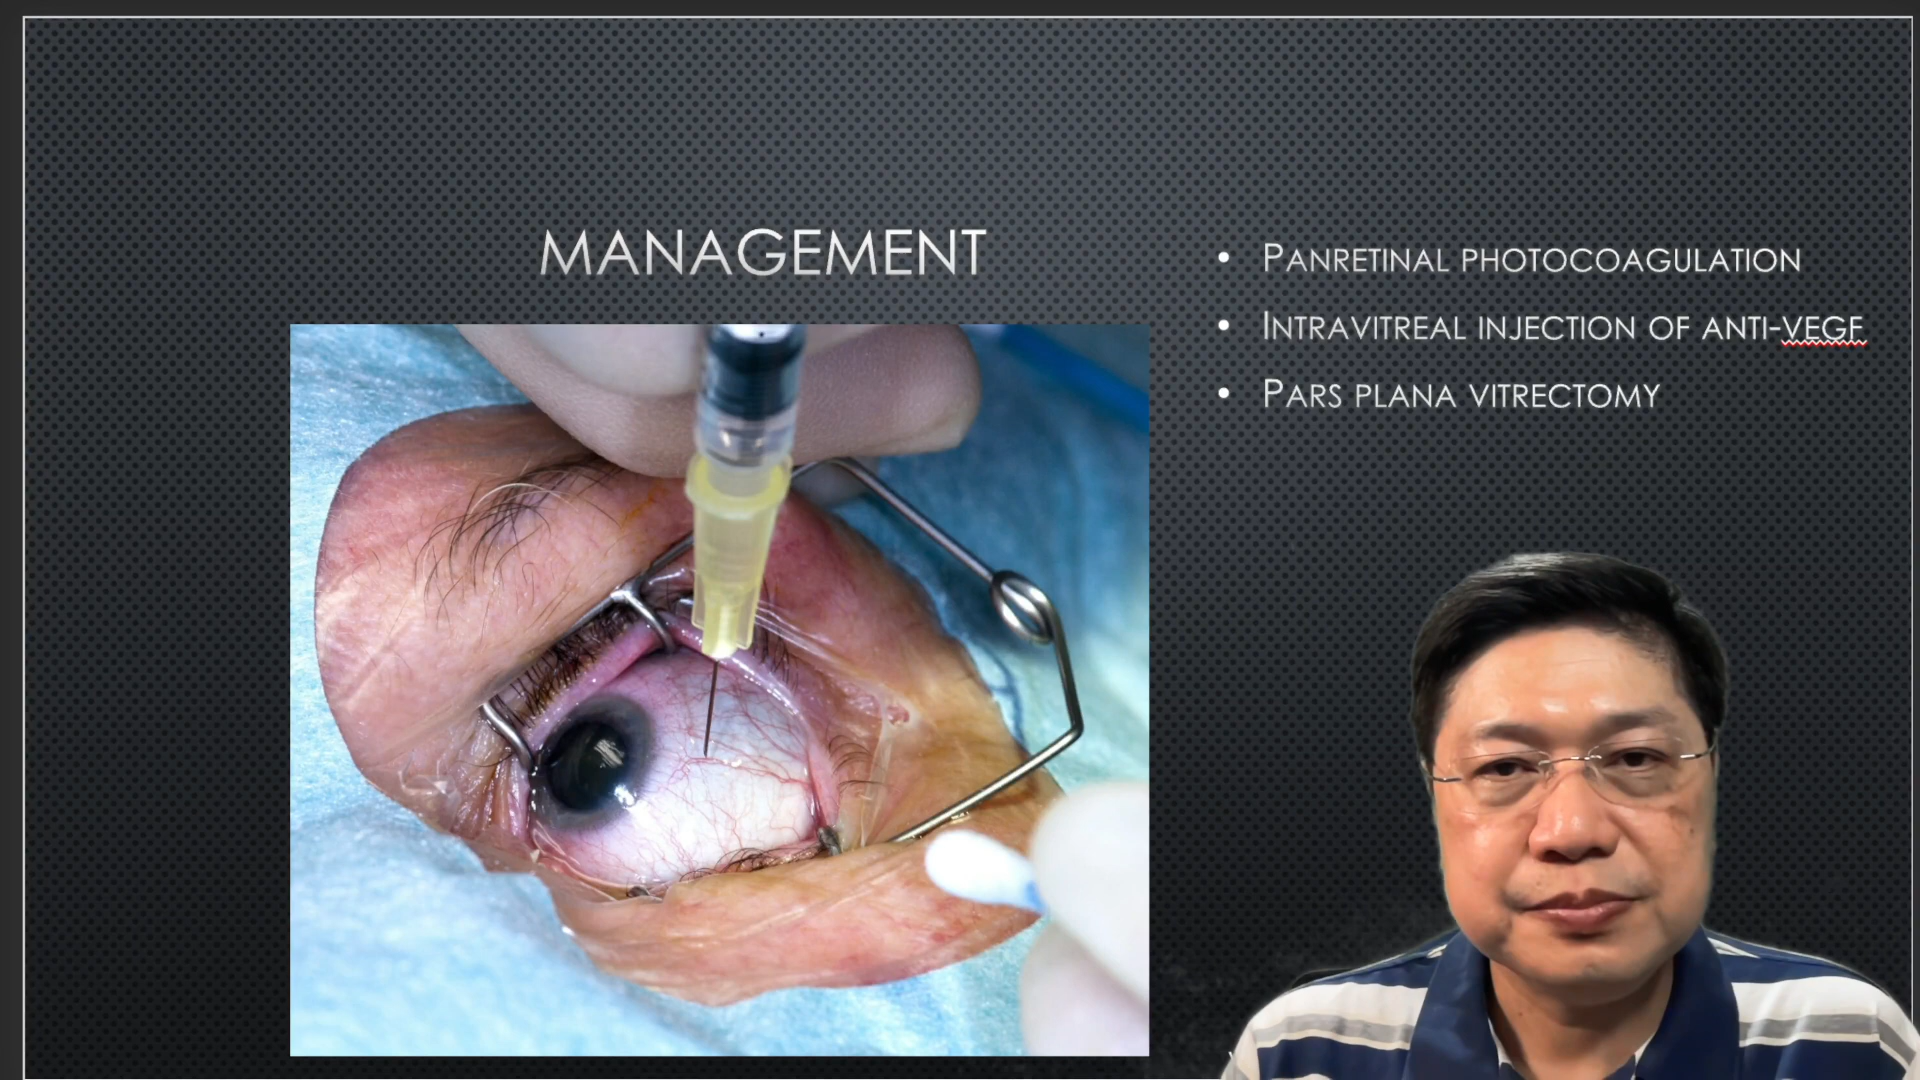 MANAGEMENT
• PANRETINAL PHOTOCOAGULATION
• INTRAVITREAL INJECTION OF ANTI-VEGF
• PARS PLANA VITRECTOMY